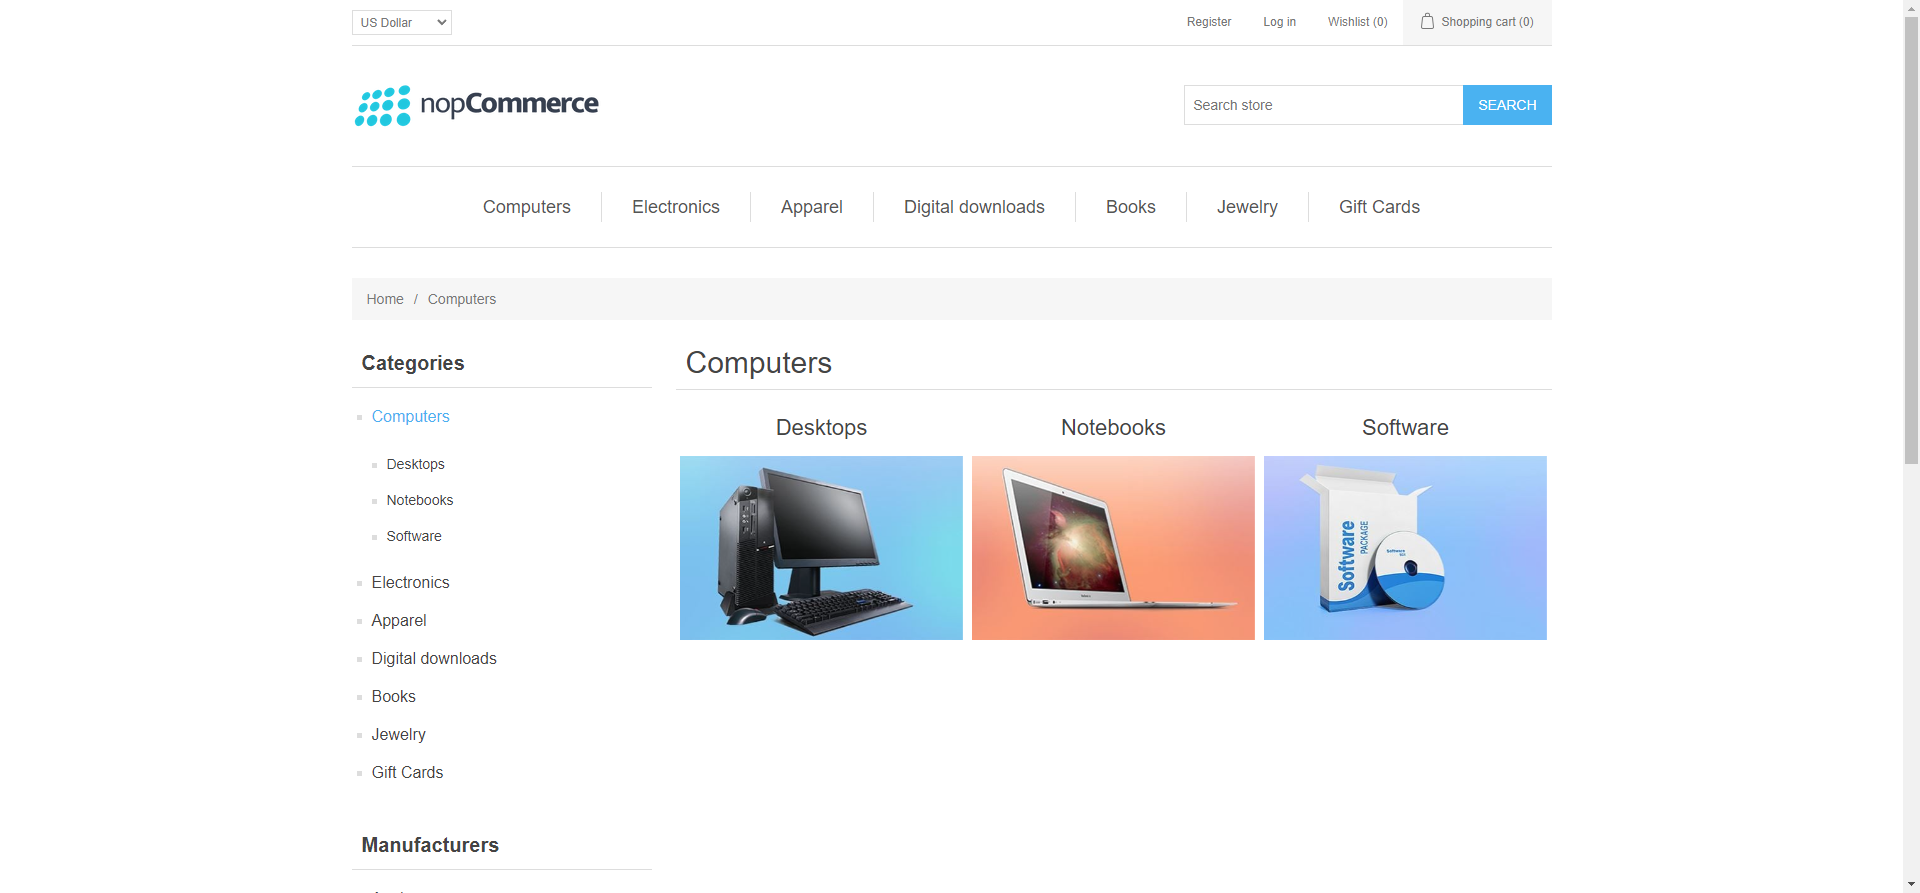 US Dollar
Register
Log in
Wishlist (0)
Shopping cart (0)
nopCommerce
Search store
SEARCH
Computers
Electronics
Apparel
Digital downloads
Books
Jewelry
Gift Cards
Home / Computers
Categories
Computers
Desktops
Notebooks
Software
Electronics
Apparel
Digital downloads
Books
Jewelry
Gift Cards
Manufacturers
Computers
Desktops
Notebooks
Software
Software
PACKAGE
Software